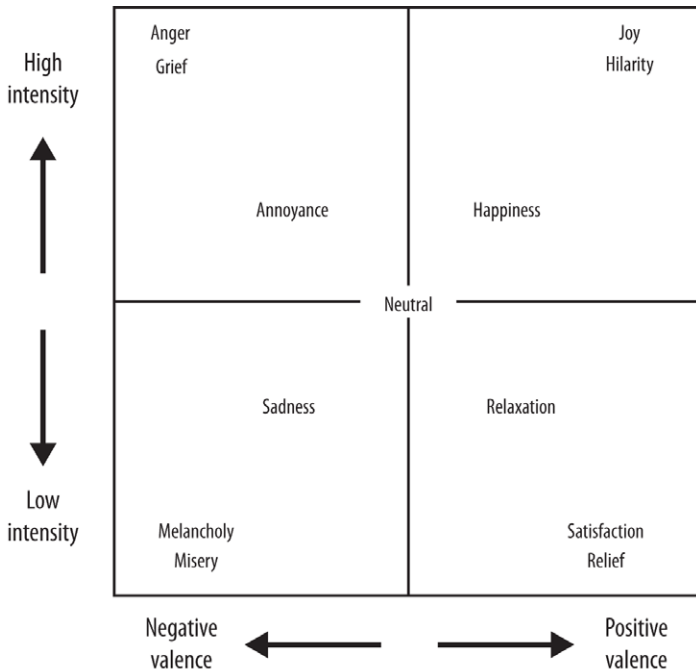 High
intensity
Anger
Grief
Joy
Hilarity
Annoyance
Happiness
Neutral
Sadness
Relaxation
Low
intensity
Melancholy
Misery
Satisfaction
Relief
Negative
valence
Positive
valence